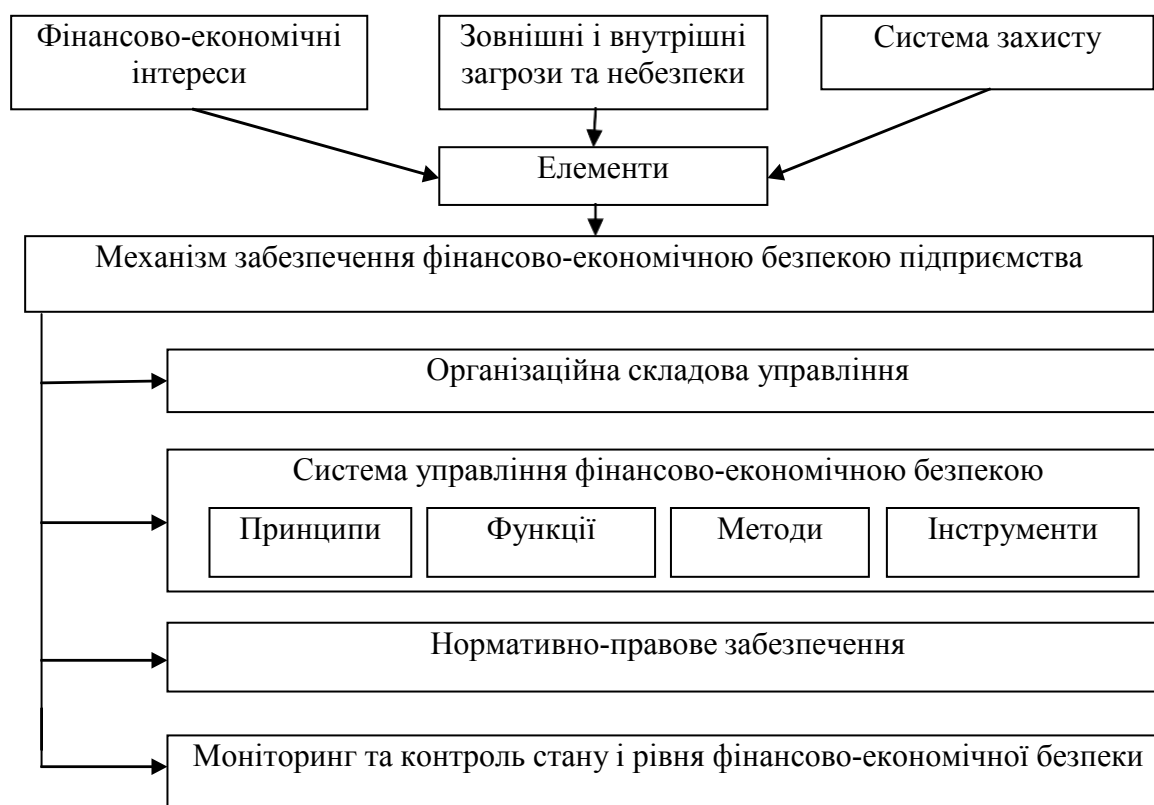 Фінансово-економічні
інтереси
Зовнішні і внутрішні
загрози та небезпеки
Система захисту
Елементи
Механізм забезпечення фінансово-економічною безпекою підприємства
Організаційна складова управління
Система управління фінансово-економічною безпекою
Принципи
Функції
Методи
Інструменти
Нормативно-правове забезпечення
Моніторинг та контроль стану і рівня фінансово-економічної безпеки